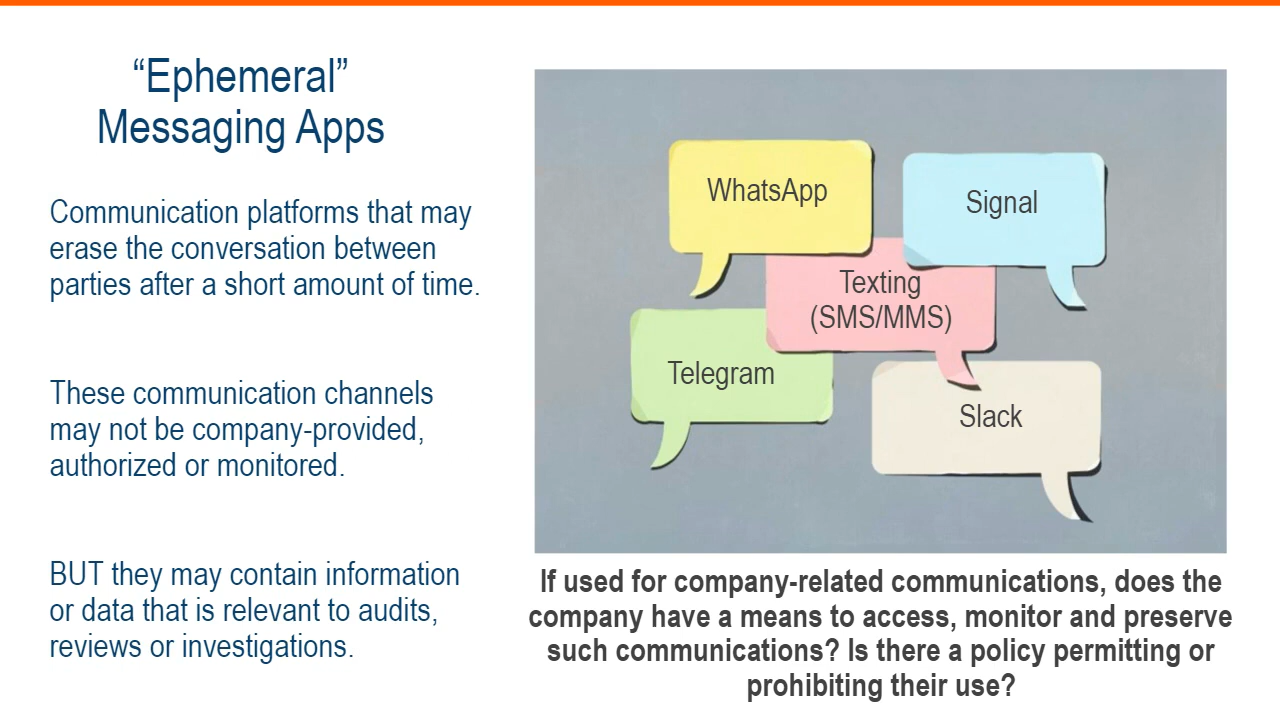 “Ephemeral”
Messaging Apps
Communication platforms that may
erase the conversation between
parties after a short amount of time.
These communication channels
may not be company-provided,
authorized or monitored.
BUT they may contain information
or data that is relevant to audits,
reviews or investigations.
WhatsApp
Signal
Texting
(SMS/MMS)
Telegram
Slack
If used for company-related communications, does the
company have a means to access, monitor and preserve
such communications? Is there a policy permitting or
prohibiting their use?